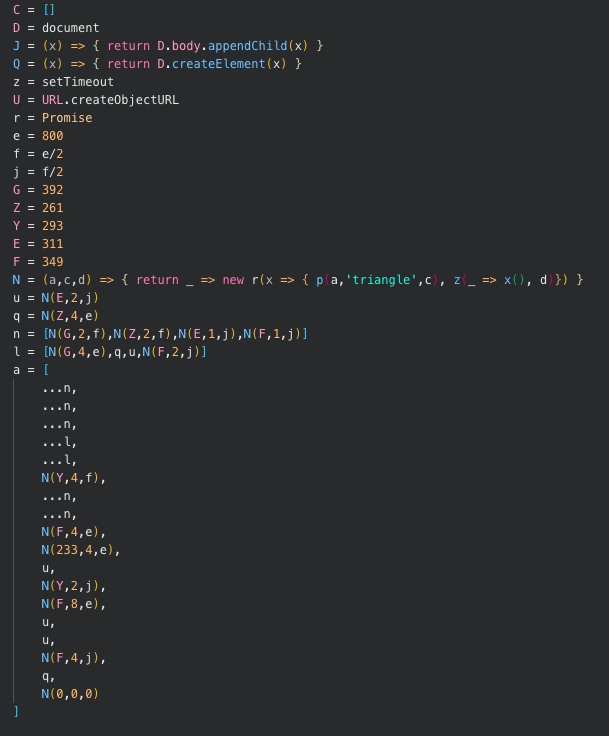 C = []
D = document
J = (x) => { return D.body.appendChild(x) }
Q = (x) => { return D.createElement(x) }
z = setTimeout
U = URL.createObjectURL
r = Promise
e = 800
f = e/2
j = f/2
G = 392
Z = 261
Y = 293
E = 311
F = 349
N = (a,c,d) => { return _ => new r(x => { p(a,'triangle',c), z(_ => x(), d)}) }
u = N(E,2,j)
q = N(Z,4,e)
n = [N(G,2,f),N(Z,2,f),N(E,1,j),N(F,1,j)]
l = [N(G,4,e),q,u,N(F,2,j)]
a = [
    ...n,
    ...n,
    ...n,
    ...l,
    ...l,
    N(Y,4,f),
    ...n,
    ...n,
    N(F,4,e),
    N(233,4,e),
    u,
    N(Y,2,j),
    N(F,8,e),
    u,
    u,
    N(F,4,j),
    q,
    N(0,0,0)
]